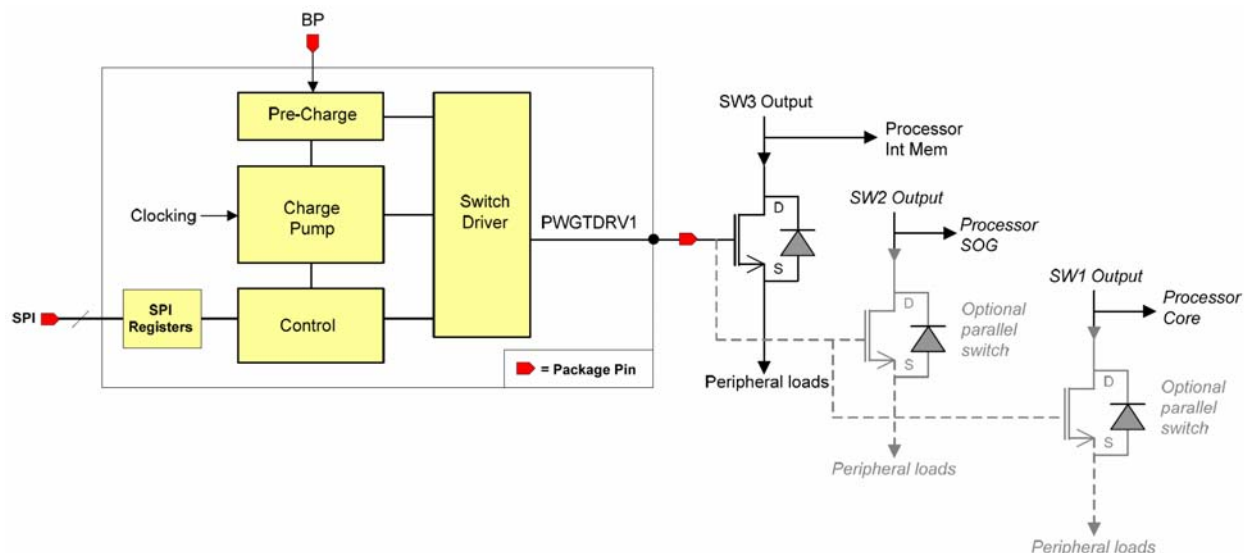 BP
Pre-Charge
Clocking
Charge
Pump
Switch
Driver
PWGTDRV1
SPI
SPI
Registers
Control
= Package Pin
SW3 Output
Processor
Int Mem
D
S
Peripheral loads
SW2 Output
Processor
SOG
D
S
Optional
parallel
switch
Peripheral loads
SW1 Output
Processor
Core
D
S
Optional
parallel
switch
Peripheral loads